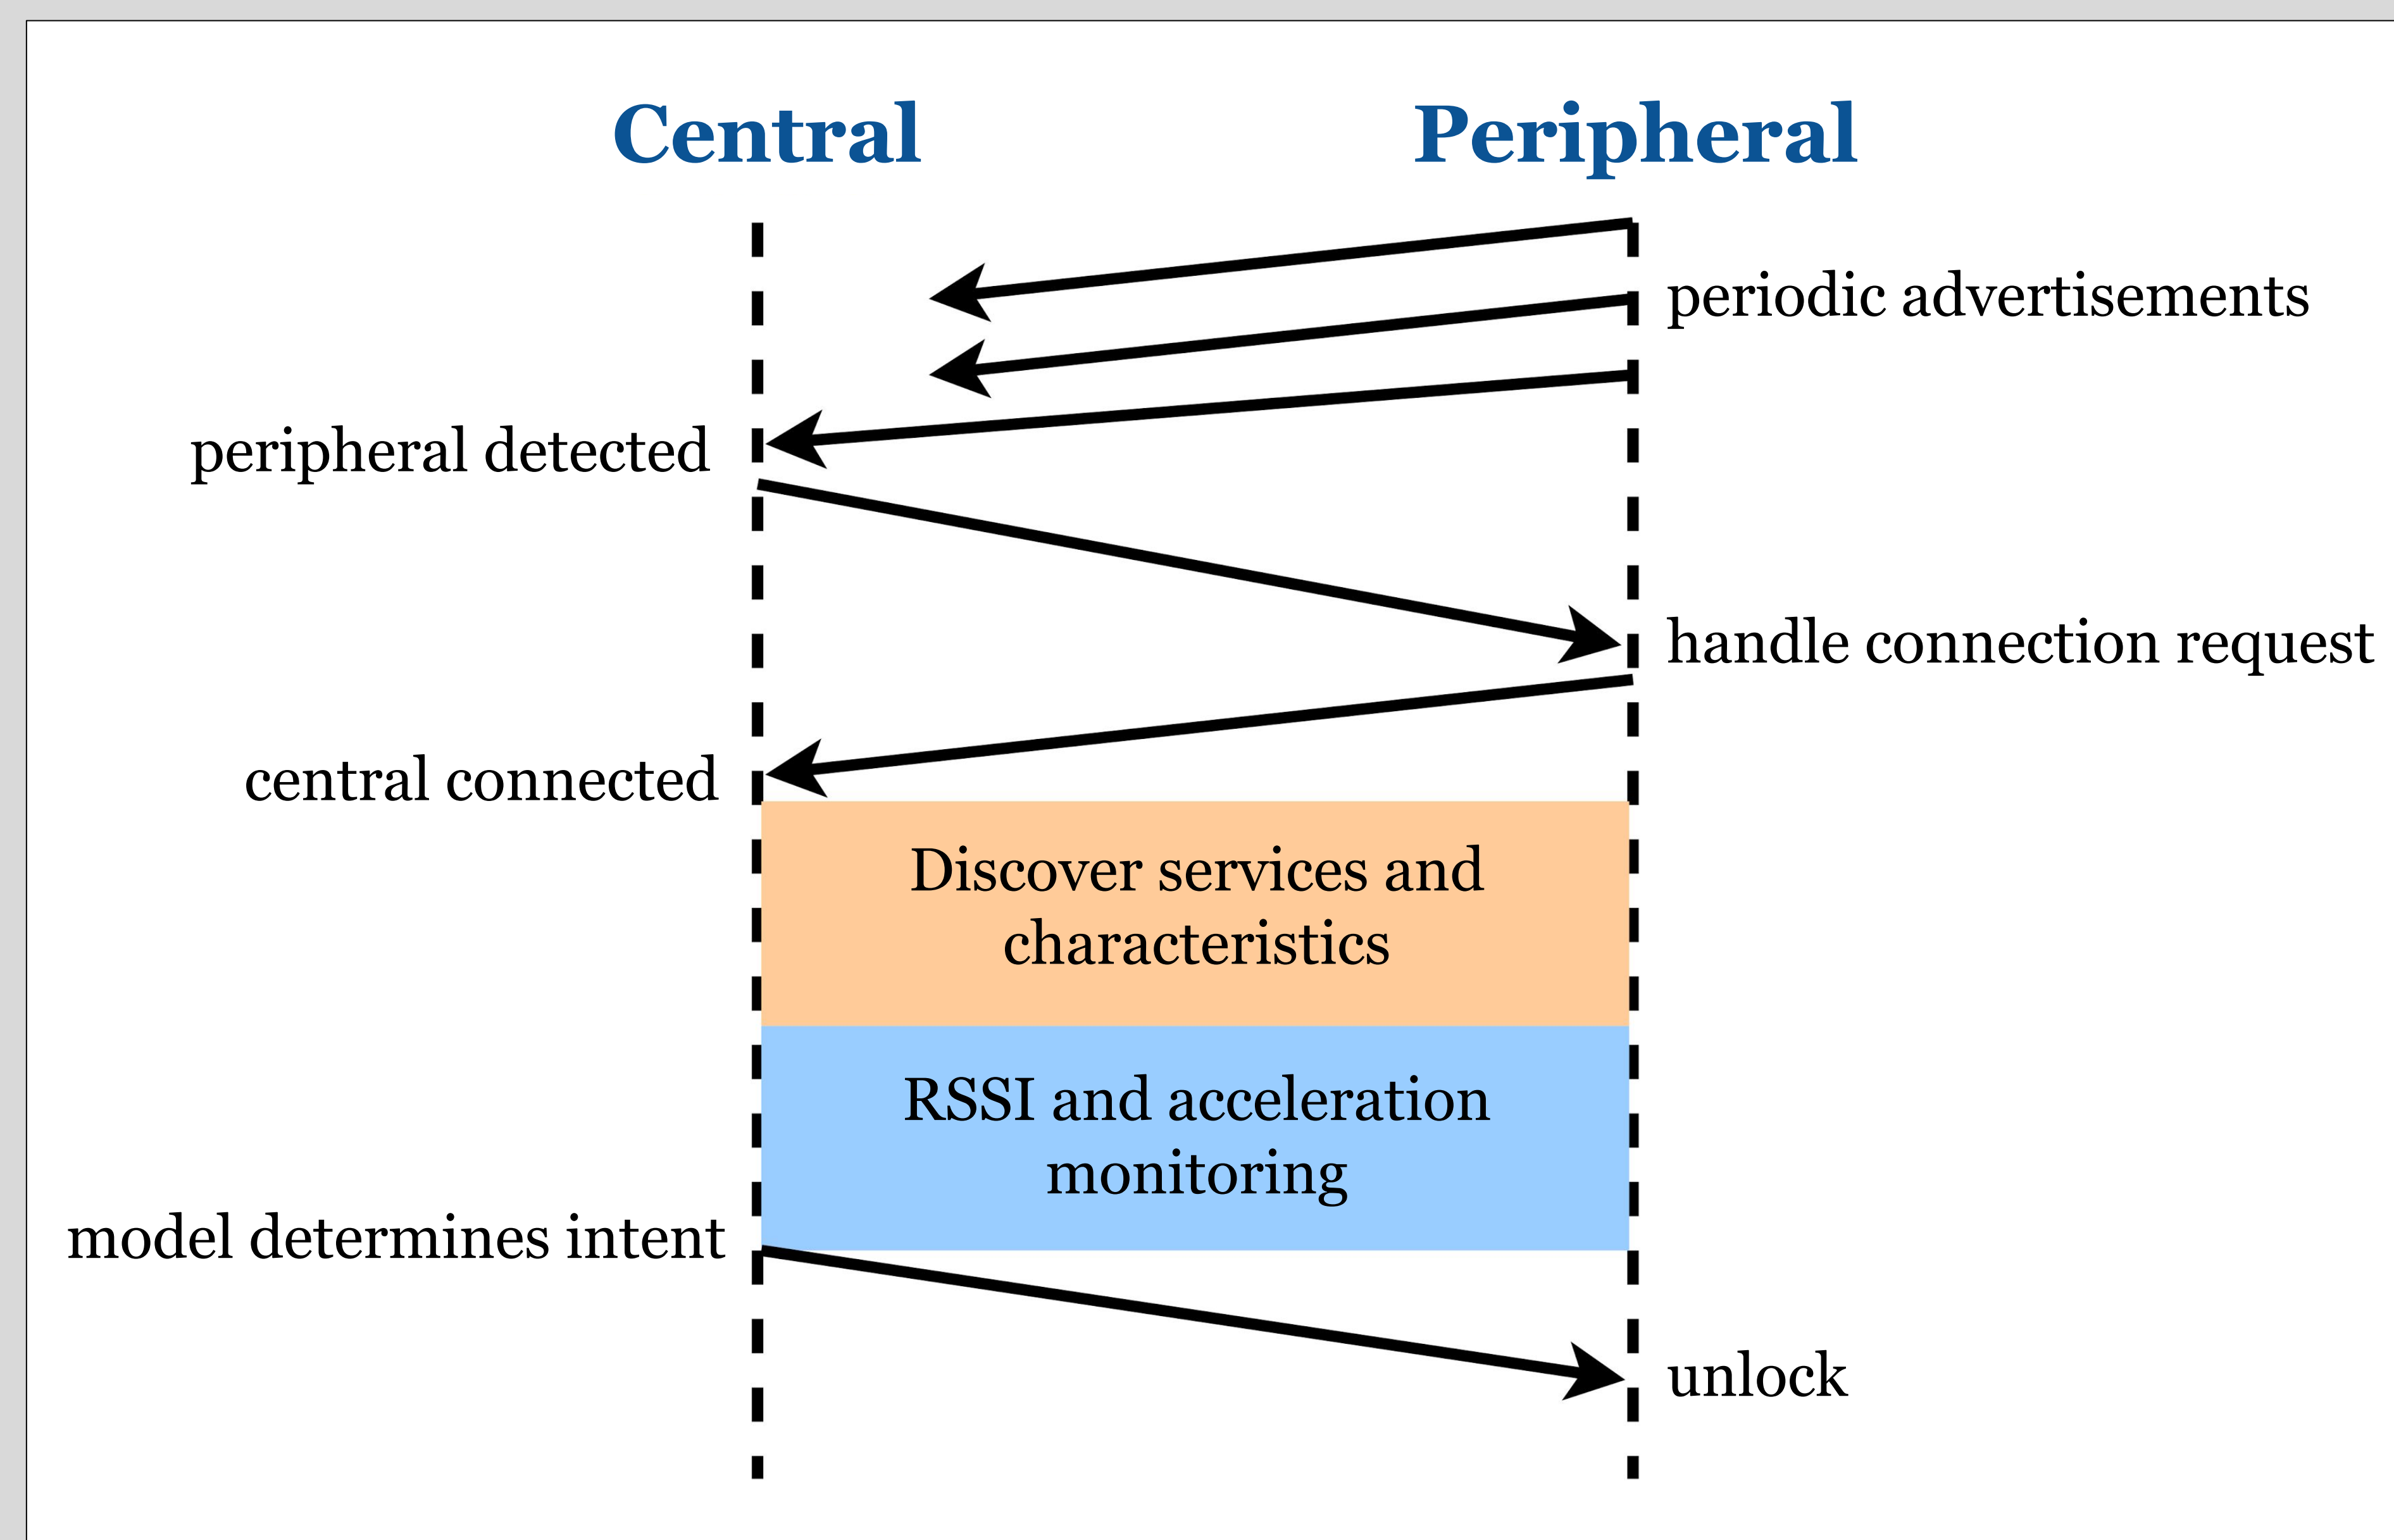 Central
Peripheral
periodic advertisements
peripheral detected
handle connection request
central connected
Discover services and
characteristics
RSSI and acceleration
monitoring
model determines intent
unlock